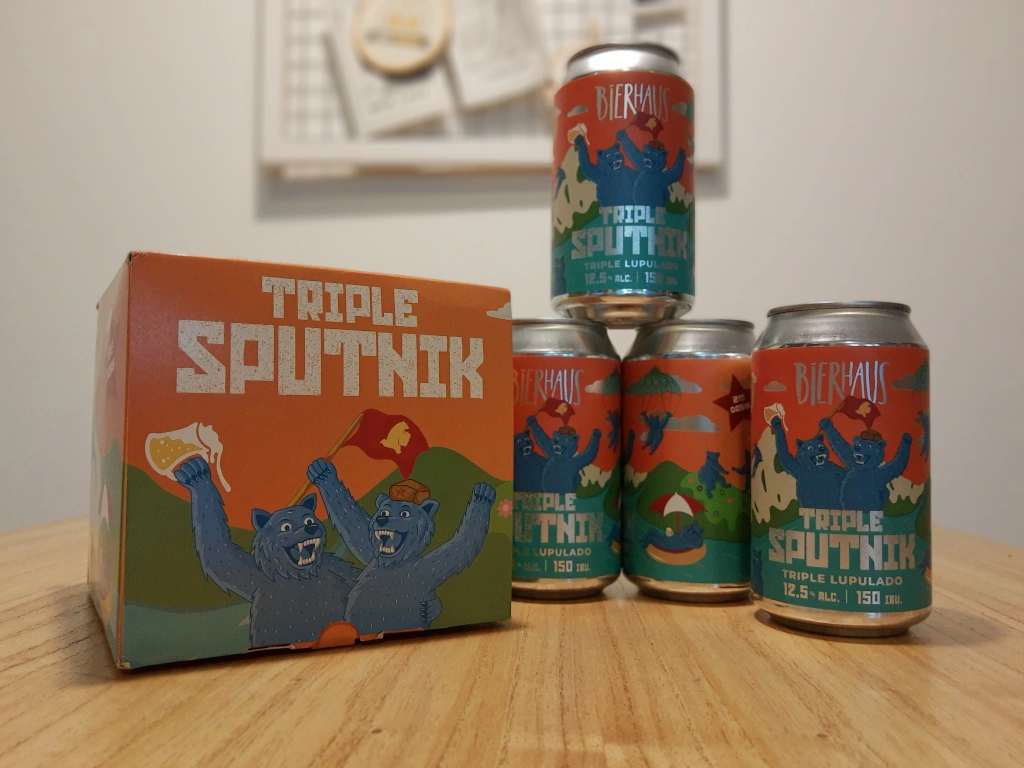 TRIPLE
SPUTNIK
BIERHAUS
TRIPLE
SPUTNIK
TRIPLE LUPULADO
12.5% ALC. | 150 IBU.
BIERHAUS
TRIPLE
SPUTNIK
LUPULADO
ALC. | 150 IBU.
BIERHAUS
TRIPLE
SPUTNIK
TRIPLE LUPULADO
12.5% ALC. | 150 IBU.